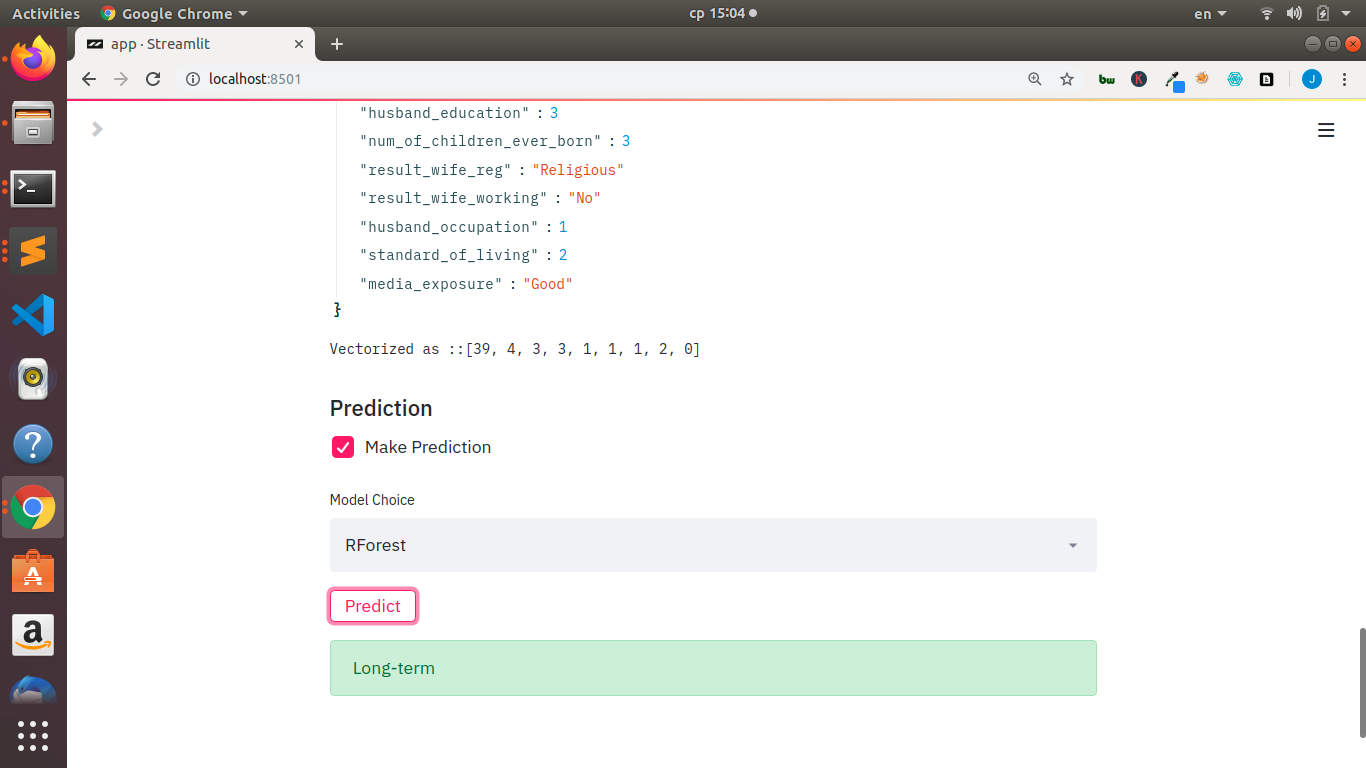 Activities Google Chrome ср 15:04 en
app · Streamlit
localhost:8501
"husband_education" : 3
"num_of_children_ever_born" : 3
"result_wife_reg" : "Religious"
"result_wife_working" : "No"
"husband_occupation" : 1
"standard_of_living" : 2
"media_exposure" : "Good"
}
Vectorized as ::[39, 4, 3, 3, 1, 1, 1, 2, 0]
Prediction
Make Prediction
Model Choice
RForest
Predict
Long-term